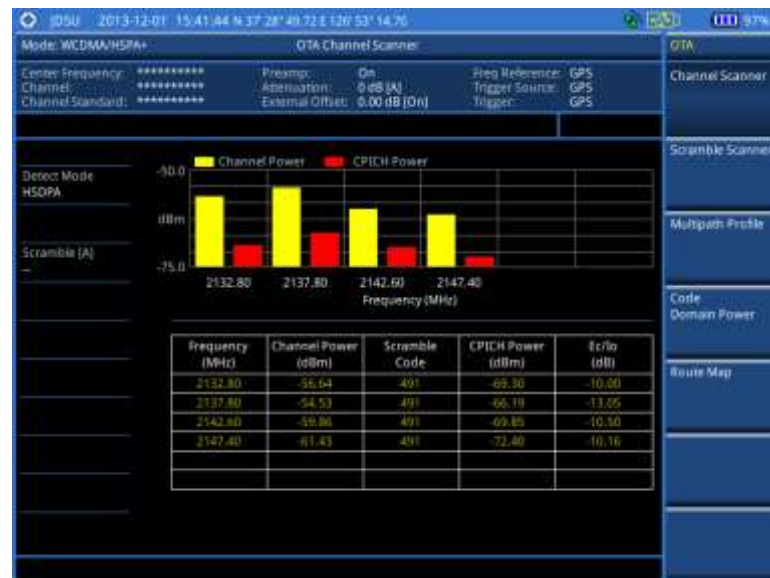 JDSU 2013-12-01 15:41:44 N 37° 28' 49.72 E 126° 53' 14.76 97%
Mode: WCDMA/HSPA+ OTA Channel Scanner OTA
Center Frequency: ********** Preamp: On Freq Reference: GPS
Channel: ********** Attenuation: 0 dB [A] Trigger Source: GPS
Channel Standard: ********** External Offset: 0.00 dB [On] Trigger: GPS
Channel Scanner
Scramble Scanner
Multipath Profile
Code
Domain Power
Route Map
Detect Mode
HSDPA
Scramble [A]
--
Channel Power CPICH Power
-50.0
dBm
-75.0
2132.80 2137.80 2142.60 2147.40
Frequency (MHz)
Frequency (MHz) Channel Power (dBm) Scramble Code CPICH Power (dBm) Ec/Io (dB)
2132.80 -56.64 491 -69.30 -10.00
2137.80 -54.53 491 -66.19 -13.05
2142.60 -59.86 491 -69.85 -10.50
2147.40 -61.43 491 -72.40 -10.16